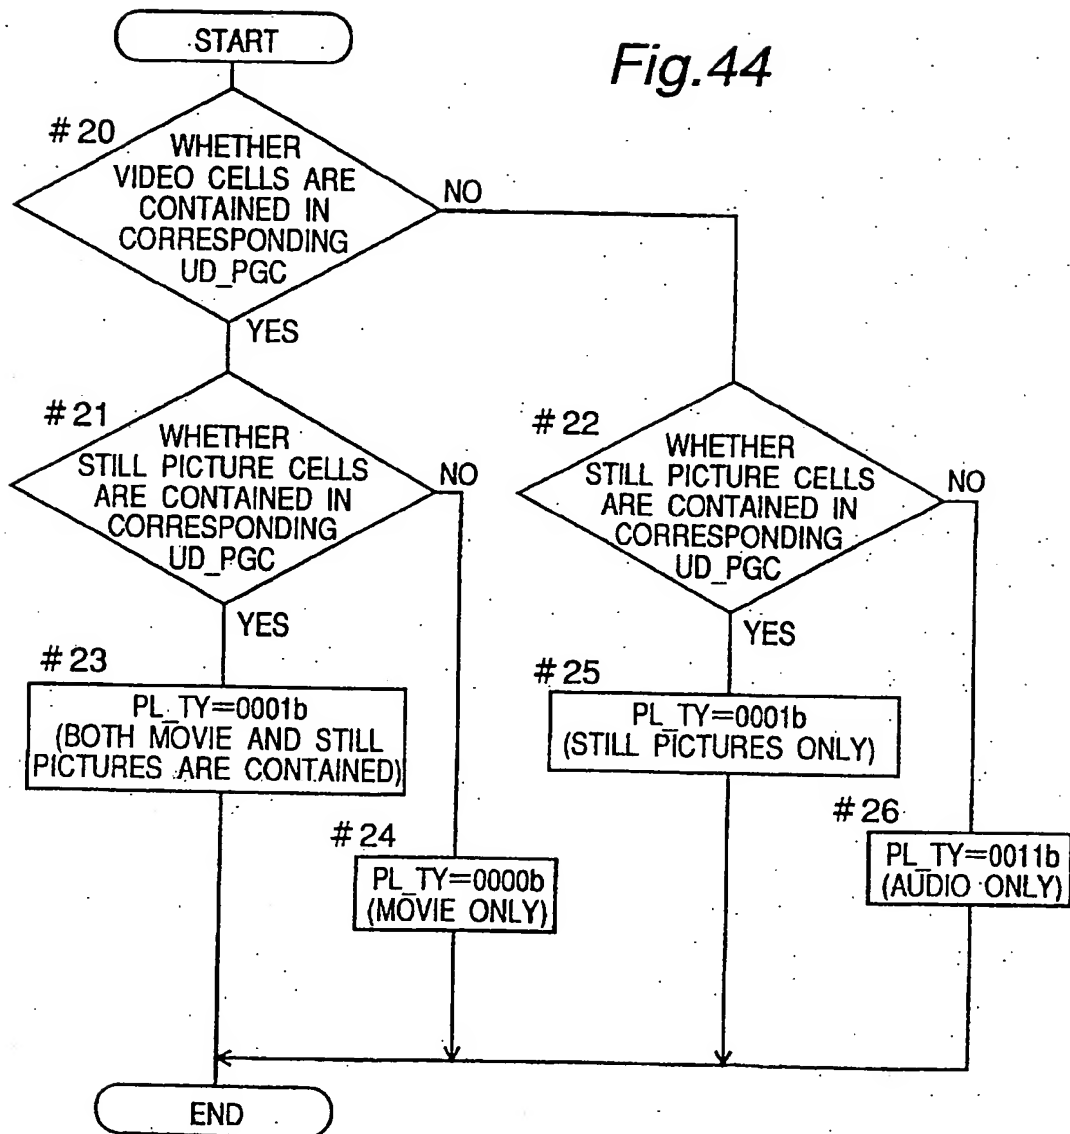 Fig.44
START
#20
WHETHER
VIDEO CELLS ARE
CONTAINED IN
CORRESPONDING
UD_PGC
NO
YES
#21
WHETHER
STILL PICTURE CELLS
ARE CONTAINED IN
CORRESPONDING
UD_PGC
NO
YES
#22
WHETHER
STILL PICTURE CELLS
ARE CONTAINED IN
CORRESPONDING
UD_PGC
NO
YES
#23
PL_TY=0001b
(BOTH MOVIE AND STILL
PICTURES ARE CONTAINED)
#24
PL_TY=0000b
(MOVIE ONLY)
#25
PL_TY=0001b
(STILL PICTURES ONLY)
#26
PL_TY=0011b
(AUDIO ONLY)
END